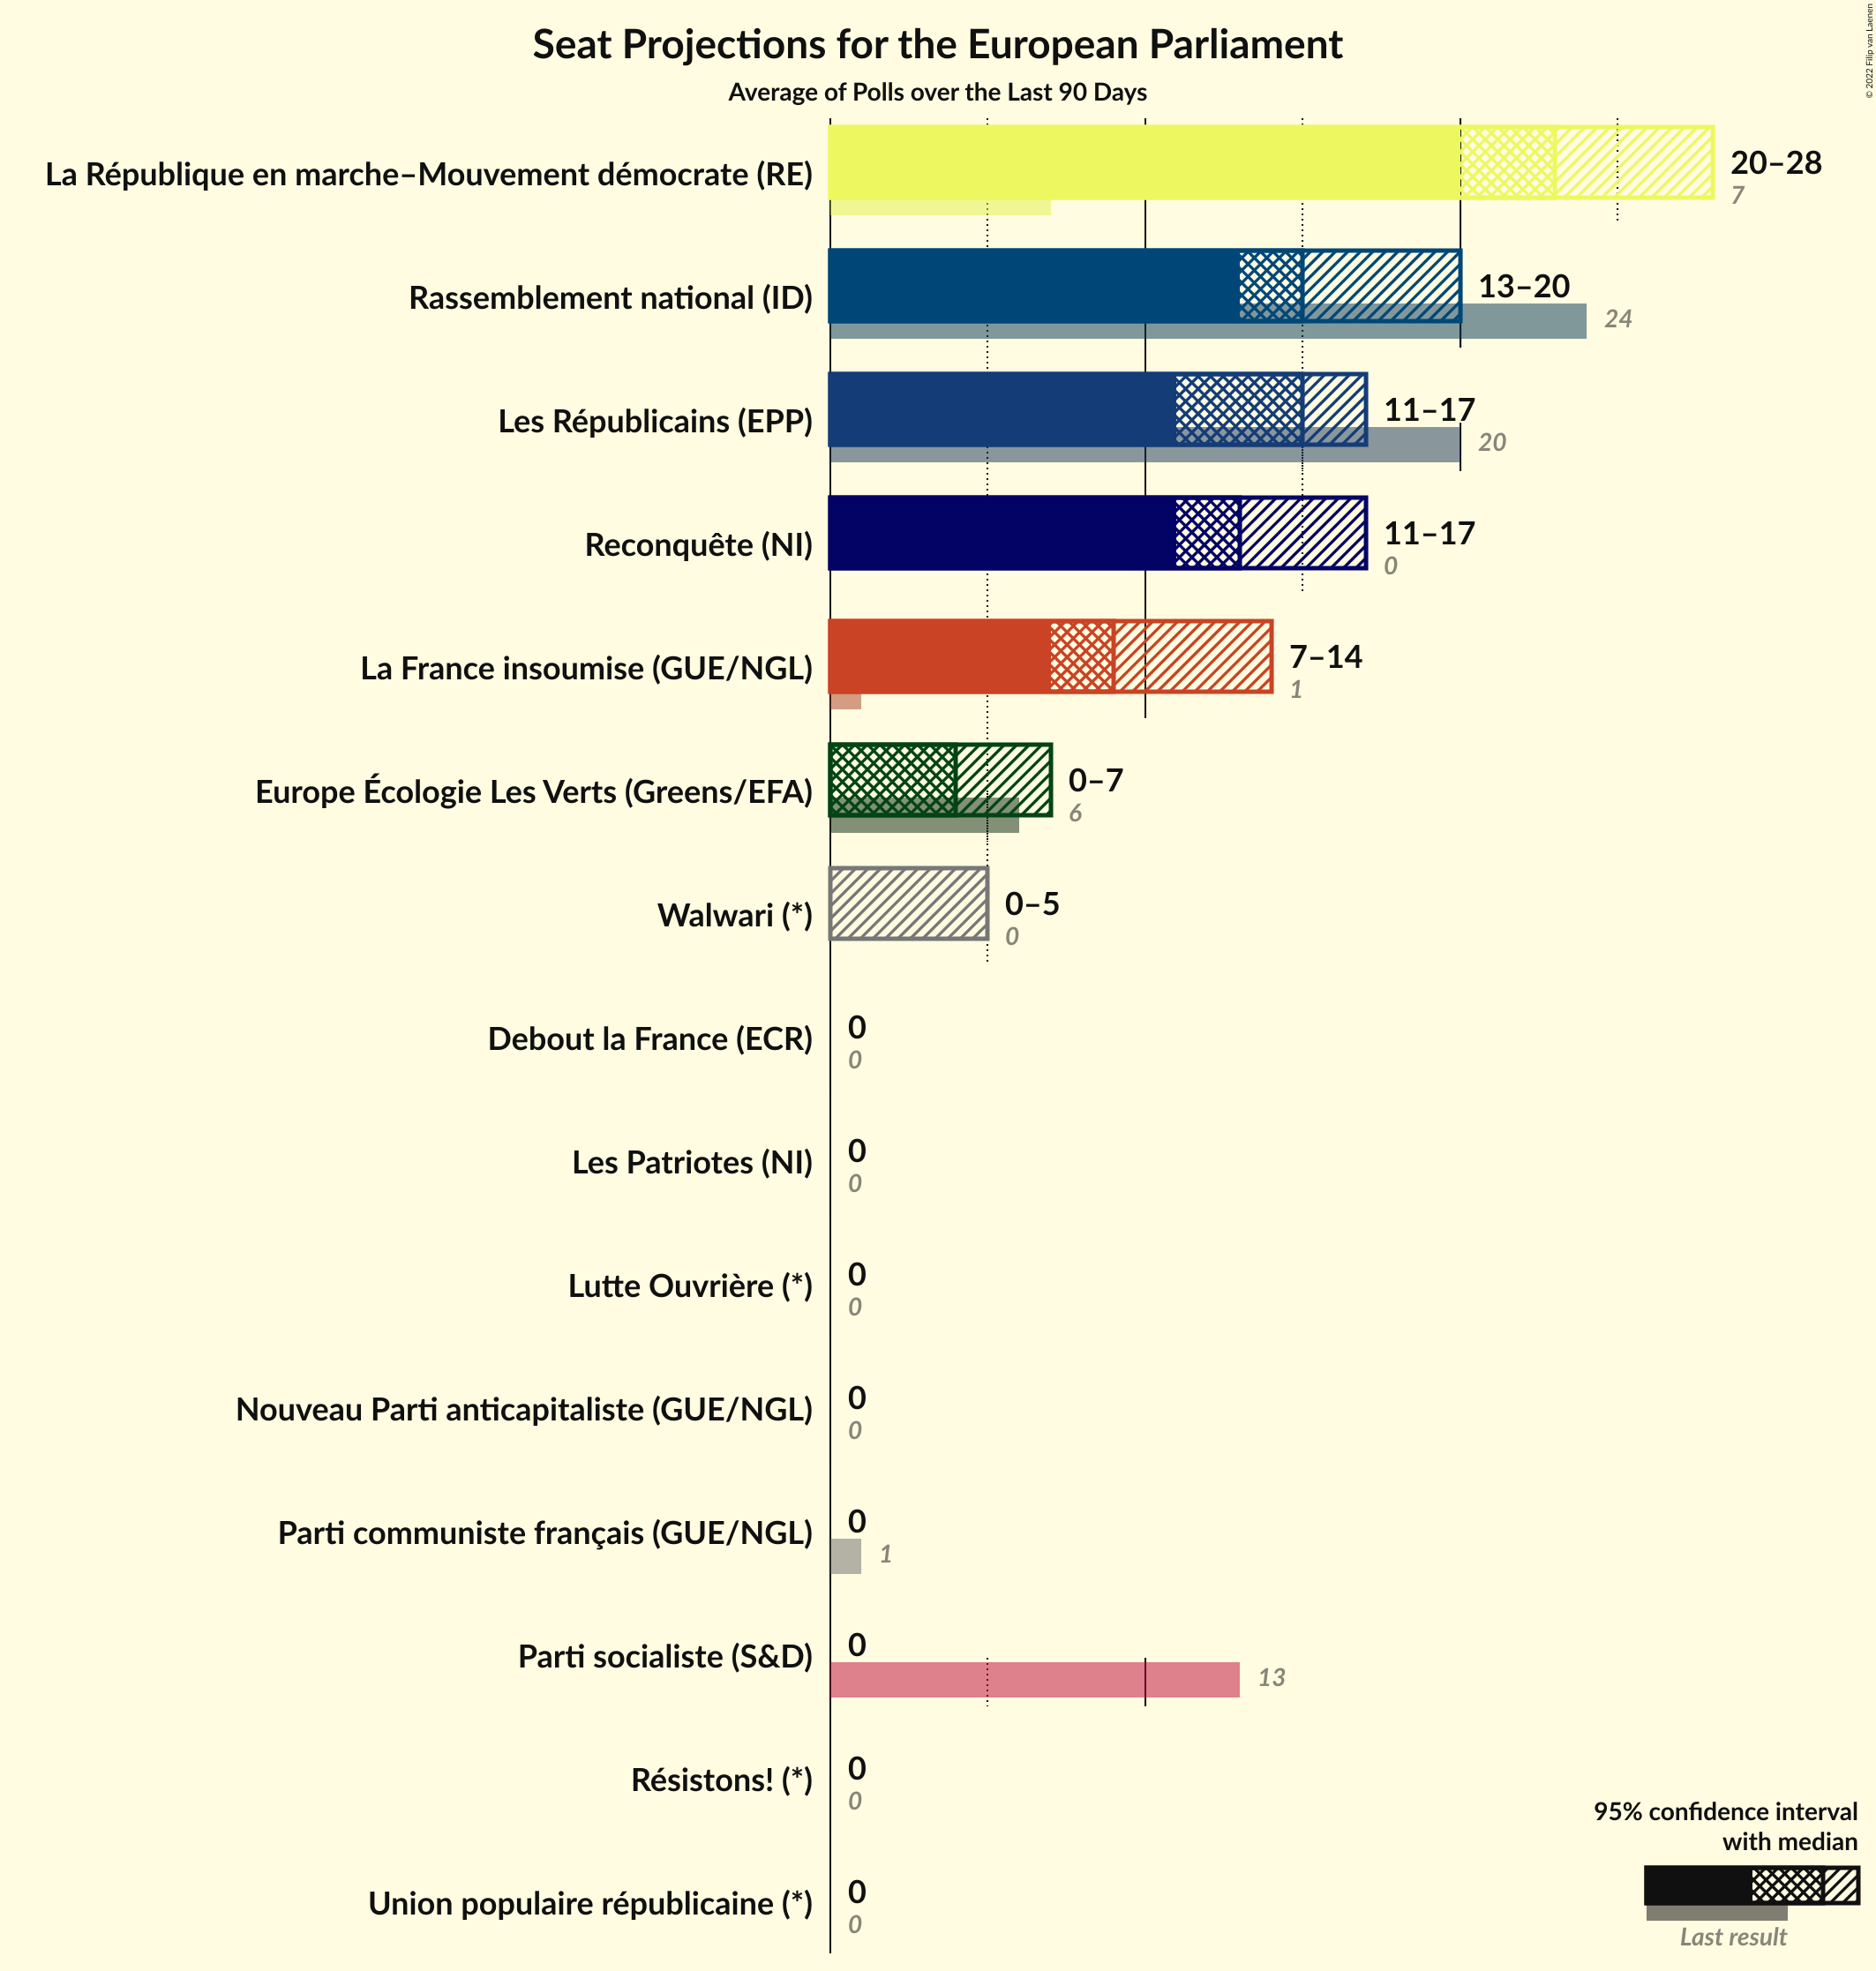 Seat Projections for the European Parliament
Average of Polls over the Last 90 Days
© 2022 Filip van Laenen
La République en marche–Mouvement démocrate (RE)
20–28
7
Rassemblement national (ID)
13–20
24
Les Républicains (EPP)
11–17
20
Reconquête (NI)
11–17
0
La France insoumise (GUE/NGL)
7–14
1
Europe Écologie Les Verts (Greens/EFA)
0–7
6
Walwari (*)
0–5
0
Debout la France (ECR)
0
0
Les Patriotes (NI)
0
0
Lutte Ouvrière (*)
0
0
Nouveau Parti anticapitaliste (GUE/NGL)
0
0
Parti communiste français (GUE/NGL)
0
1
Parti socialiste (S&D)
0
13
Résistons! (*)
0
0
Union populaire républicaine (*)
0
0
95% confidence interval
with median
Last result